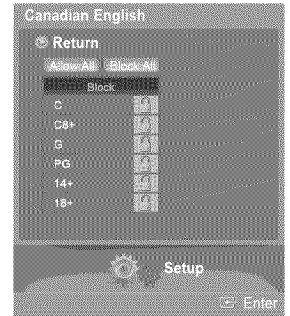 Canadian English
Return
Allow All Block All
Block
C
C8+
G
PG
14+
18+
Setup
Enter